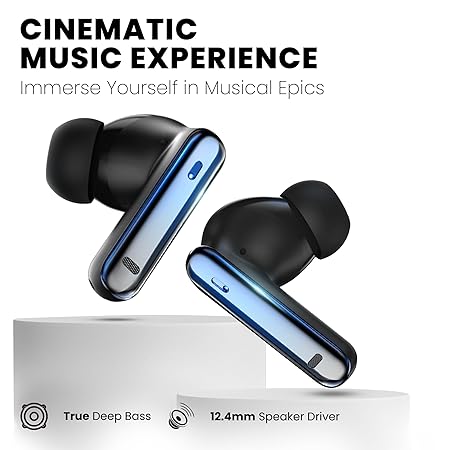 CINEMATIC
MUSIC EXPERIENCE
Immerse Yourself in Musical Epics
True Deep Bass
12.4mm Speaker Driver